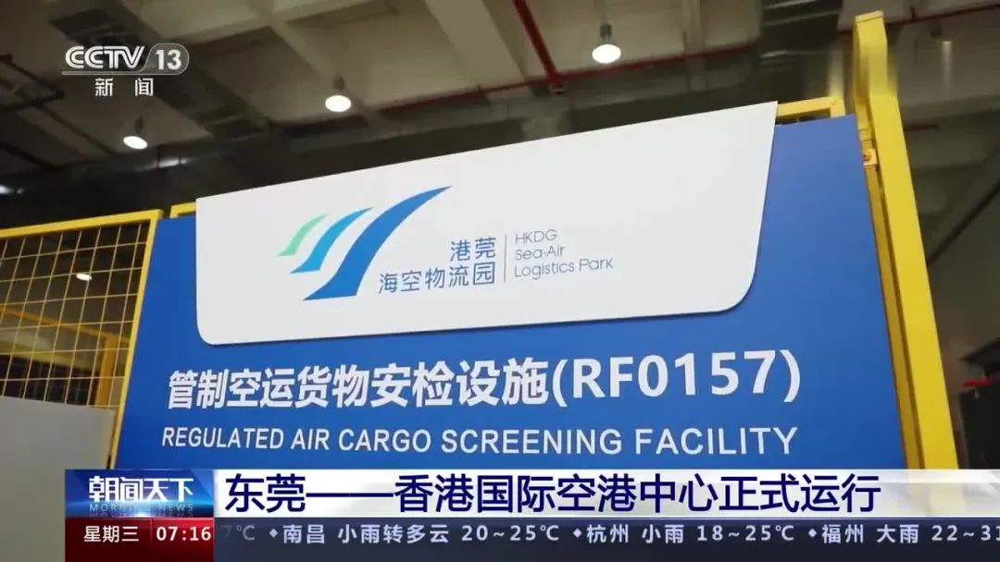 CCTV 13
新闻
港莞
海空物流园
HKDG
Sea-Air
Logistics Park
管制空运货物安检设施(RF0157)
REGULATED AIR CARGO SCREENING FACILITY
朝闻天下
MORNING NEWS
东莞——香港国际空港中心正式运行
星期三 07:16
7℃ •南昌 小雨转多云 20~25℃ •杭州 小雨 18~25℃ •福州 大雨 22~31